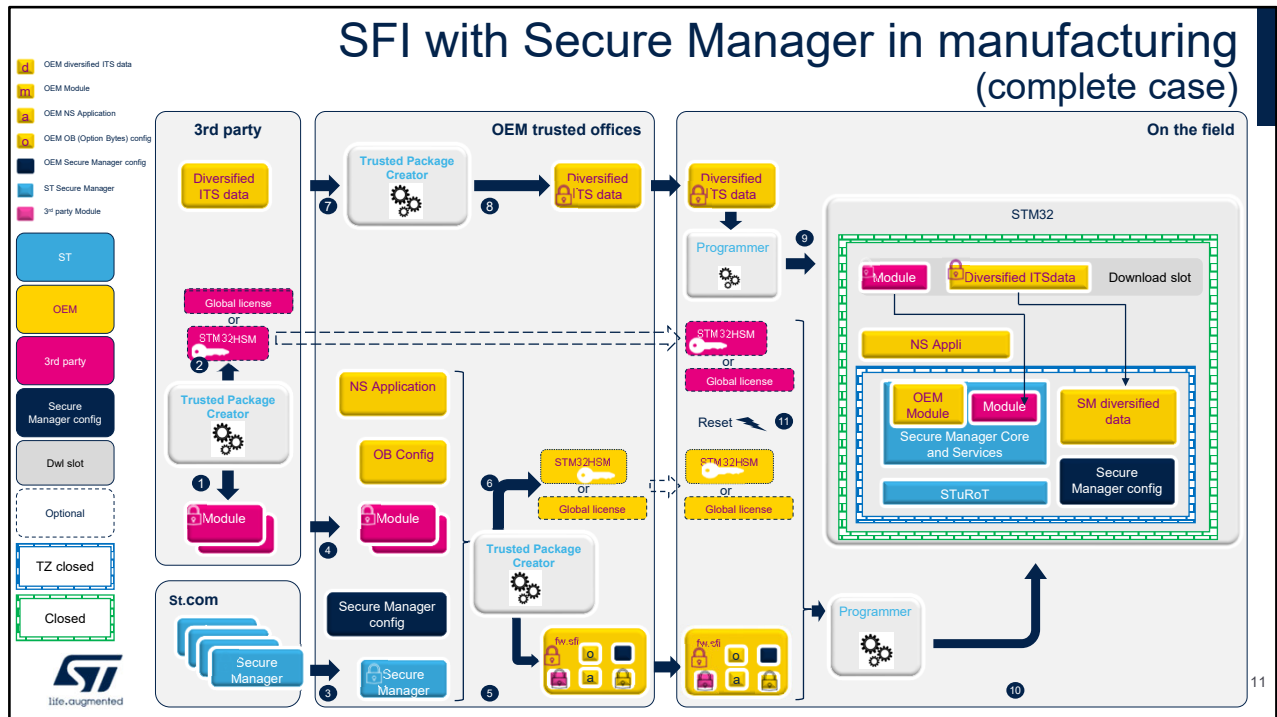 SFI with Secure Manager in manufacturing
(complete case)
d OEM diversified ITS data
m OEM Module
a OEM NS Application
o OEM OB (Option Bytes) config
OEM Secure Manager config
ST Secure Manager
3rd party Module
ST
OEM
3rd party
Secure
Manager config
Dwl slot
Optional
TZ closed
Closed
ST
life.augmented
3rd party
Diversified
ITS data
Global license
or
STM32HSM
2
Trusted Package
Creator
1
Module
St.com
Secure
Manager
OEM trusted offices
7
Trusted Package
Creator
8
Diversified
ITS data
NS Application
OB Config
4
Module
Secure Manager
config
3
Secure
Manager
6
STM32HSM
or
Global license
Trusted Package
Creator
5
fw.sfi
o
a
On the field
Diversified
ITS data
Programmer
9
STM32HSM
or
Global license
Reset
11
STM32HSM
or
Global license
fw.sfi
o
a
Programmer
10
STM32
Module
Diversified ITSdata
Download slot
NS Appli
OEM
Module
Module
Secure Manager Core
and Services
SM diversified
data
STuRoT
Secure
Manager config
11